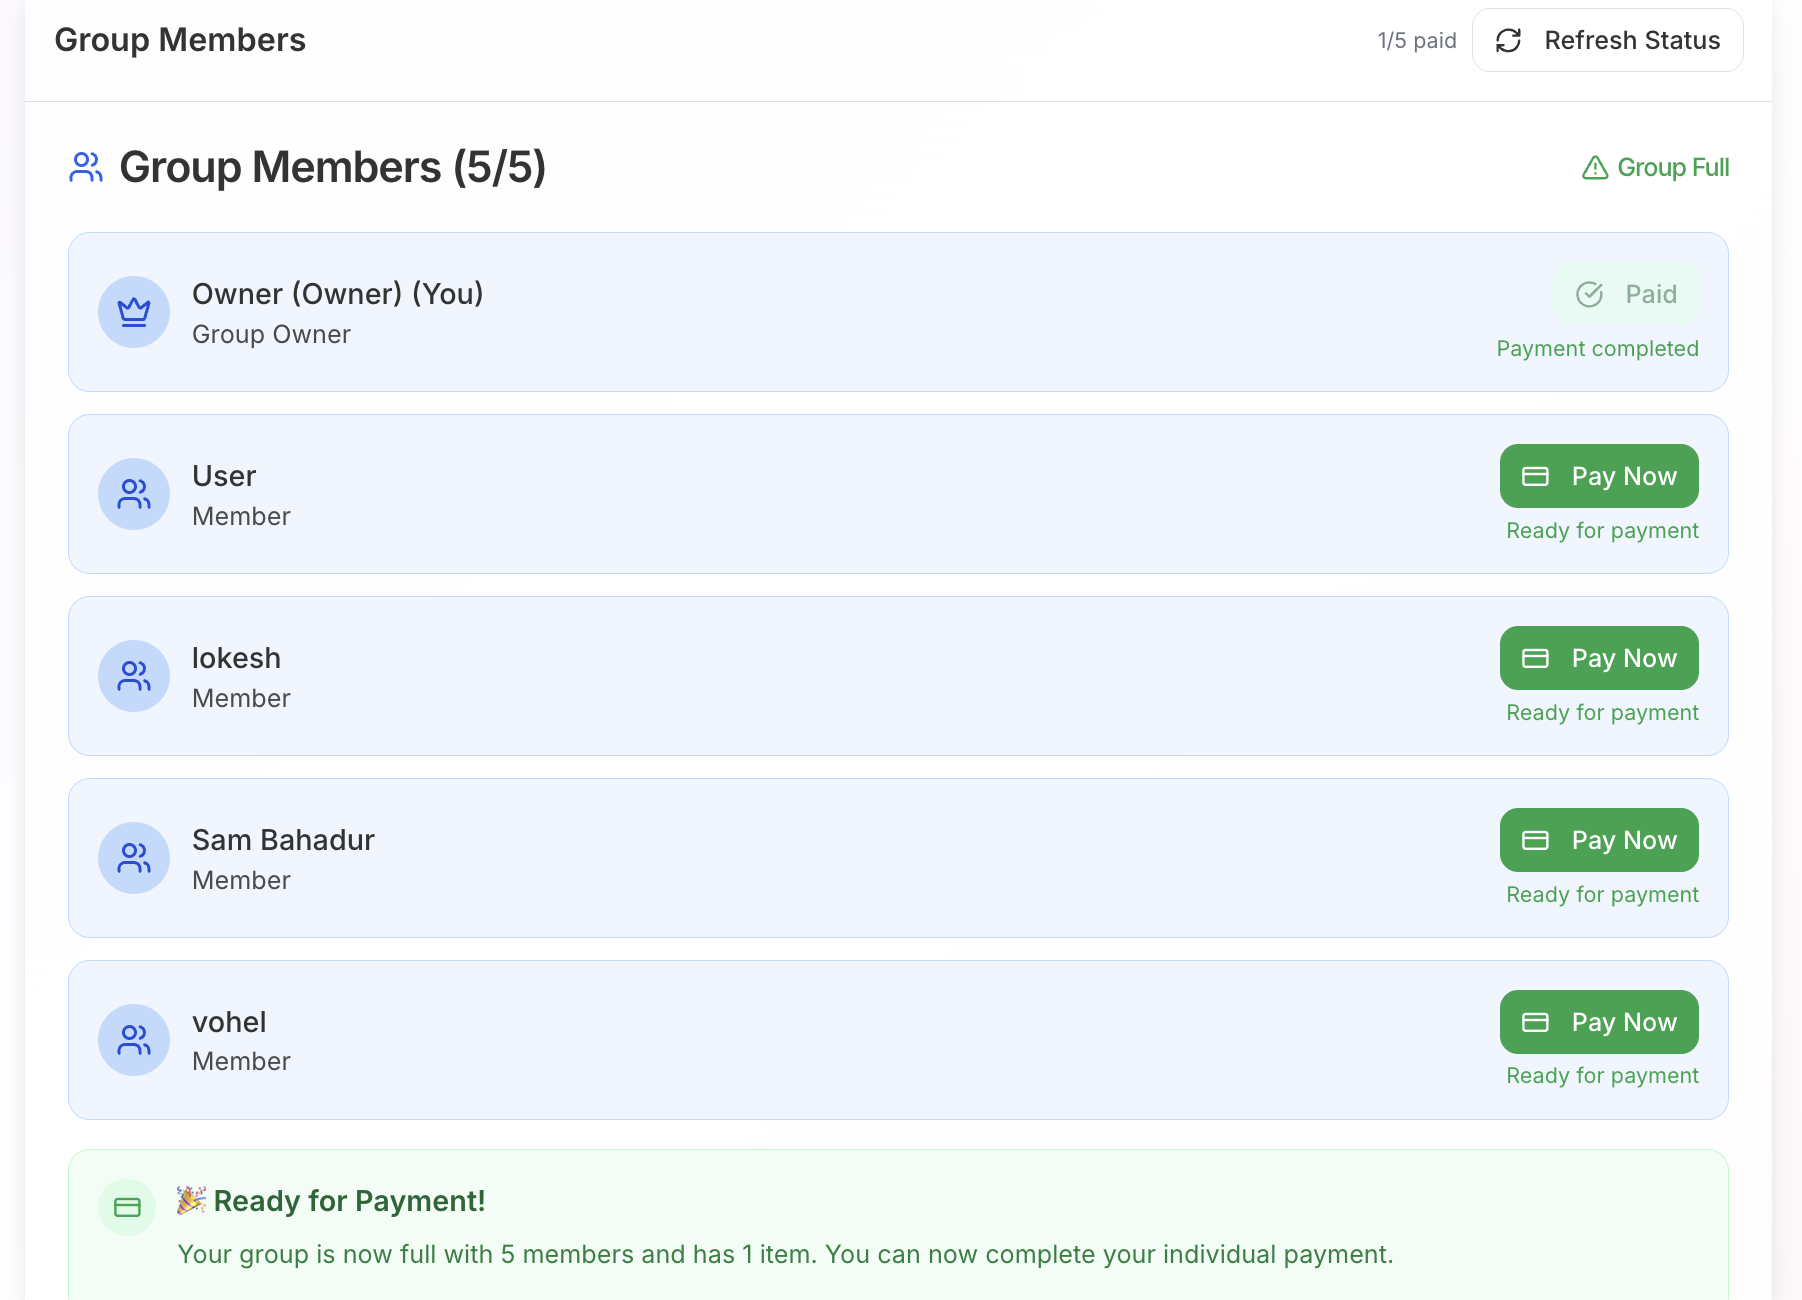 Group Members
1/5 paid
Refresh Status
Group Members (5/5)
Group Full
Owner (Owner) (You)
Group Owner
Paid
Payment completed
User
Member
Pay Now
Ready for payment
lokesh
Member
Pay Now
Ready for payment
Sam Bahadur
Member
Pay Now
Ready for payment
vohel
Member
Pay Now
Ready for payment
🎉 Ready for Payment!
Your group is now full with 5 members and has 1 item. You can now complete your individual payment.